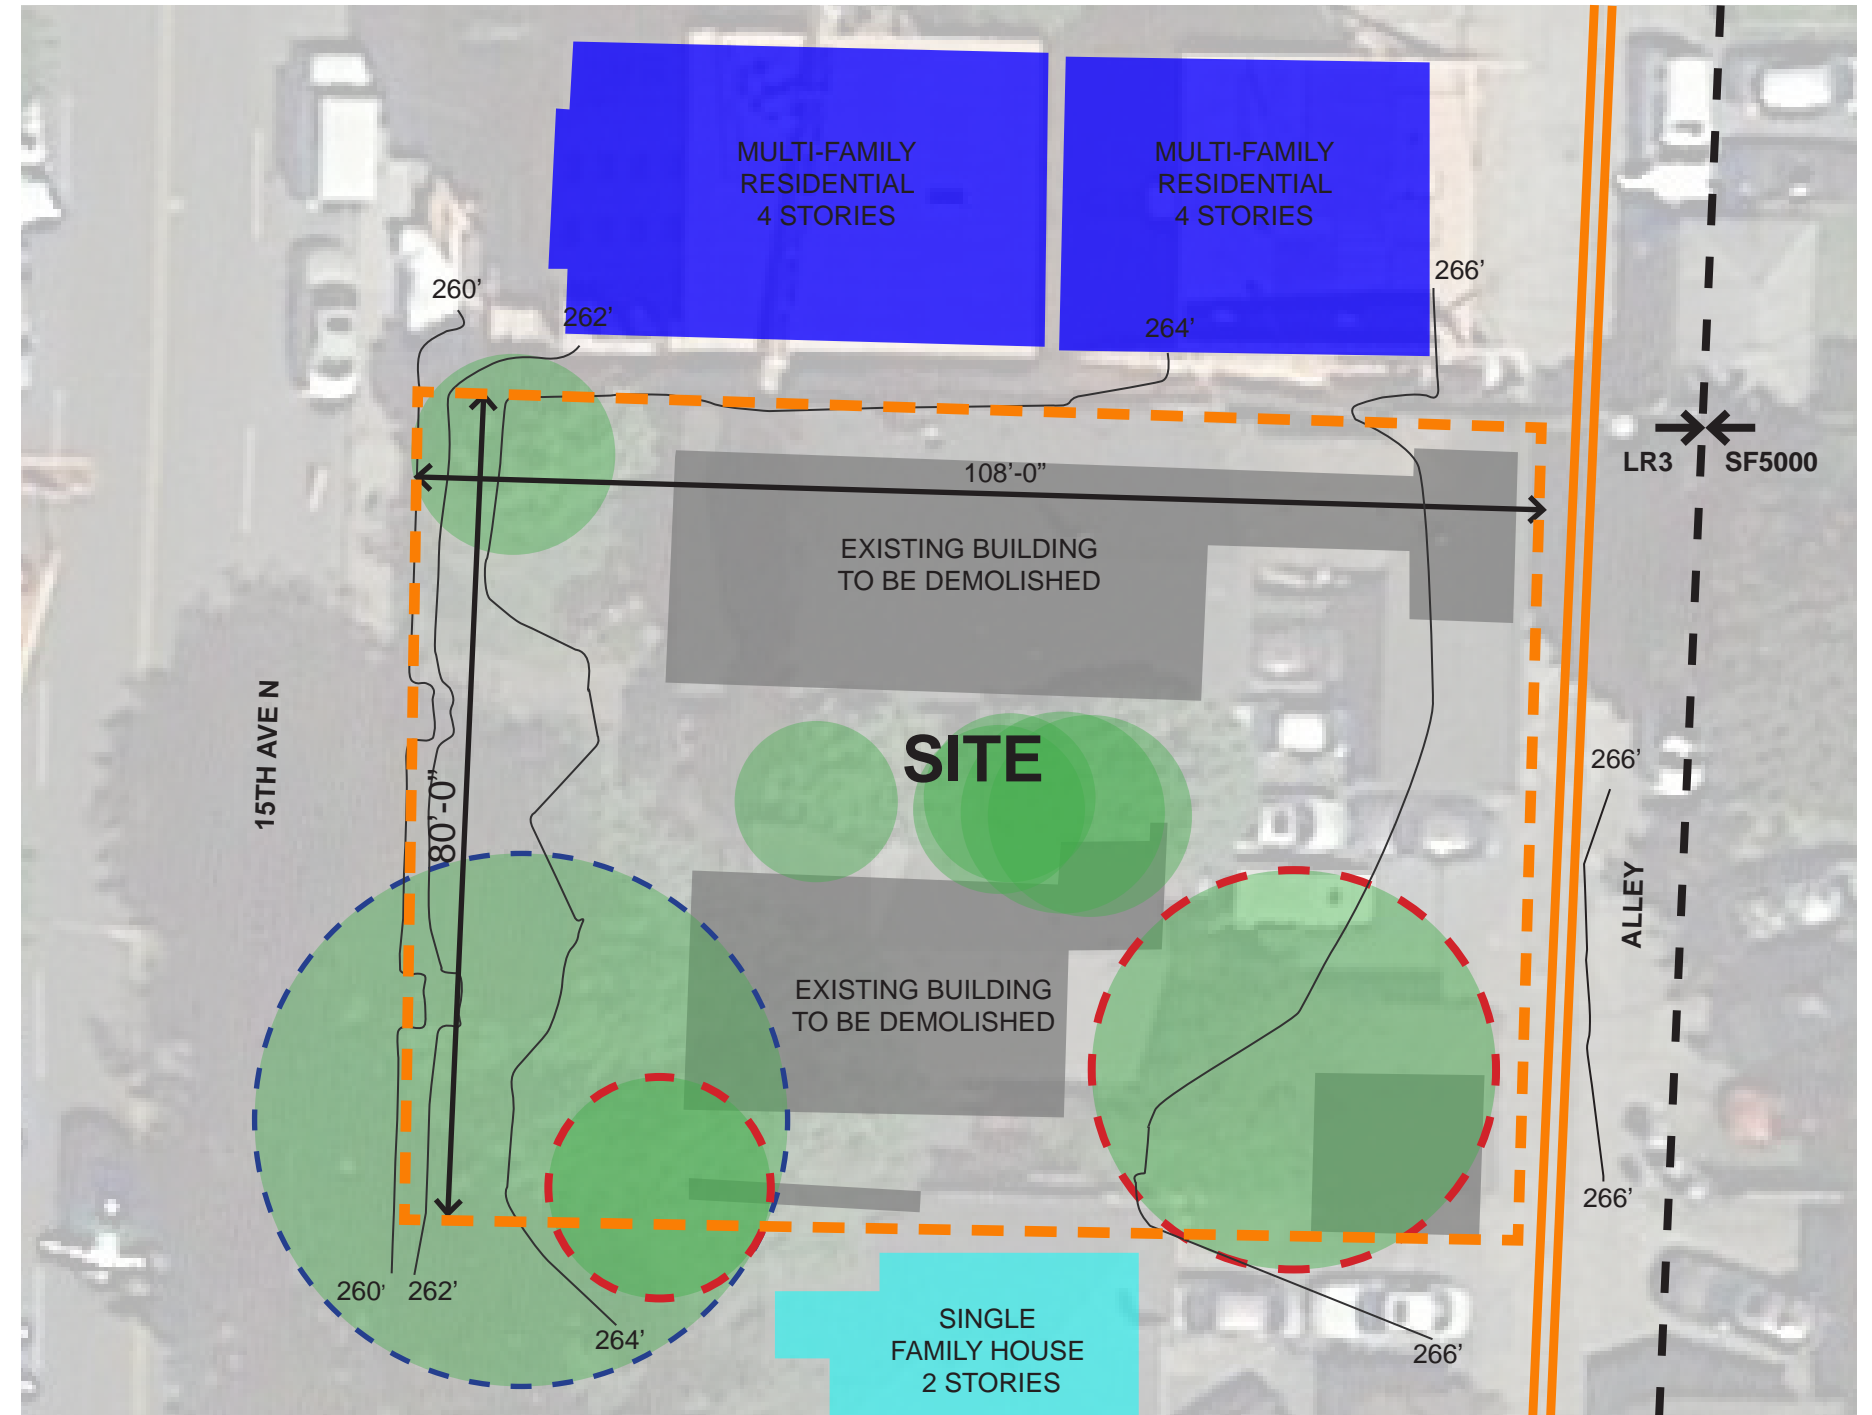 MULTI-FAMILY
RESIDENTIAL
4 STORIES
MULTI-FAMILY
RESIDENTIAL
4 STORIES
260’
262’
264’
266’
LR3
SF5000
108’-0”
EXISTING BUILDING
TO BE DEMOLISHED
SITE
15TH AVE N
80’-0”
266’
ALLEY
EXISTING BUILDING
TO BE DEMOLISHED
266’
260’
262’
264’
SINGLE
FAMILY HOUSE
2 STORIES
266’